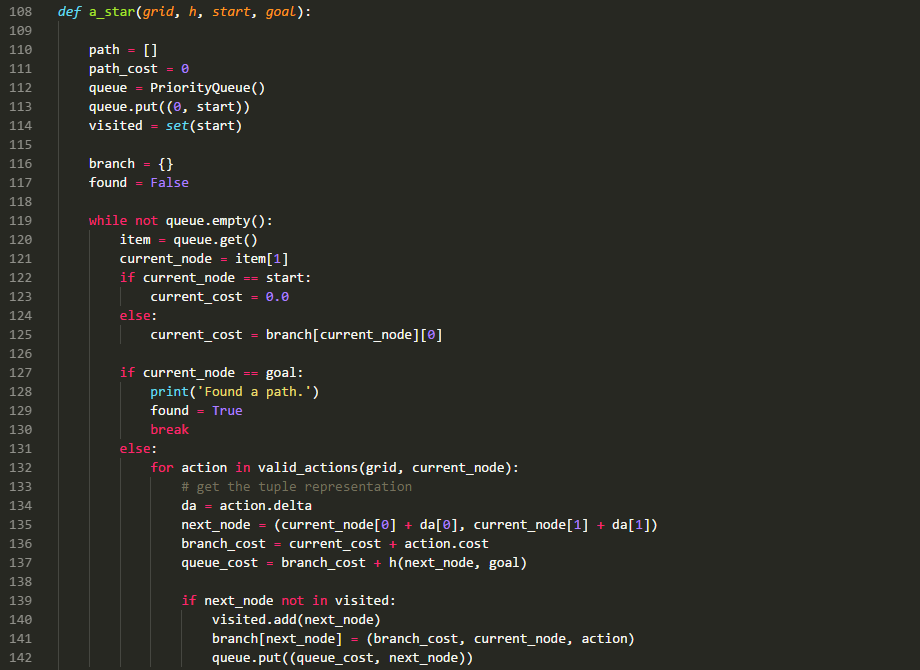 108 def a_star(grid, h, start, goal):
109
110     path = []
111     path_cost = 0
112     queue = PriorityQueue()
113     queue.put((0, start))
114     visited = set(start)
115
116     branch = {}
117     found = False
118
119     while not queue.empty():
120         item = queue.get()
121         current_node = item[1]
122         if current_node == start:
123             current_cost = 0.0
124         else:
125             current_cost = branch[current_node][0]
126
127         if current_node == goal:
128             print('Found a path.')
129             found = True
130             break
131         else:
132             for action in valid_actions(grid, current_node):
133                 # get the tuple representation
134                 da = action.delta
135                 next_node = (current_node[0] + da[0], current_node[1] + da[1])
136                 branch_cost = current_cost + action.cost
137                 queue_cost = branch_cost + h(next_node, goal)
138
139                 if next_node not in visited:
140                     visited.add(next_node)
141                     branch[next_node] = (branch_cost, current_node, action)
142                     queue.put((queue_cost, next_node))